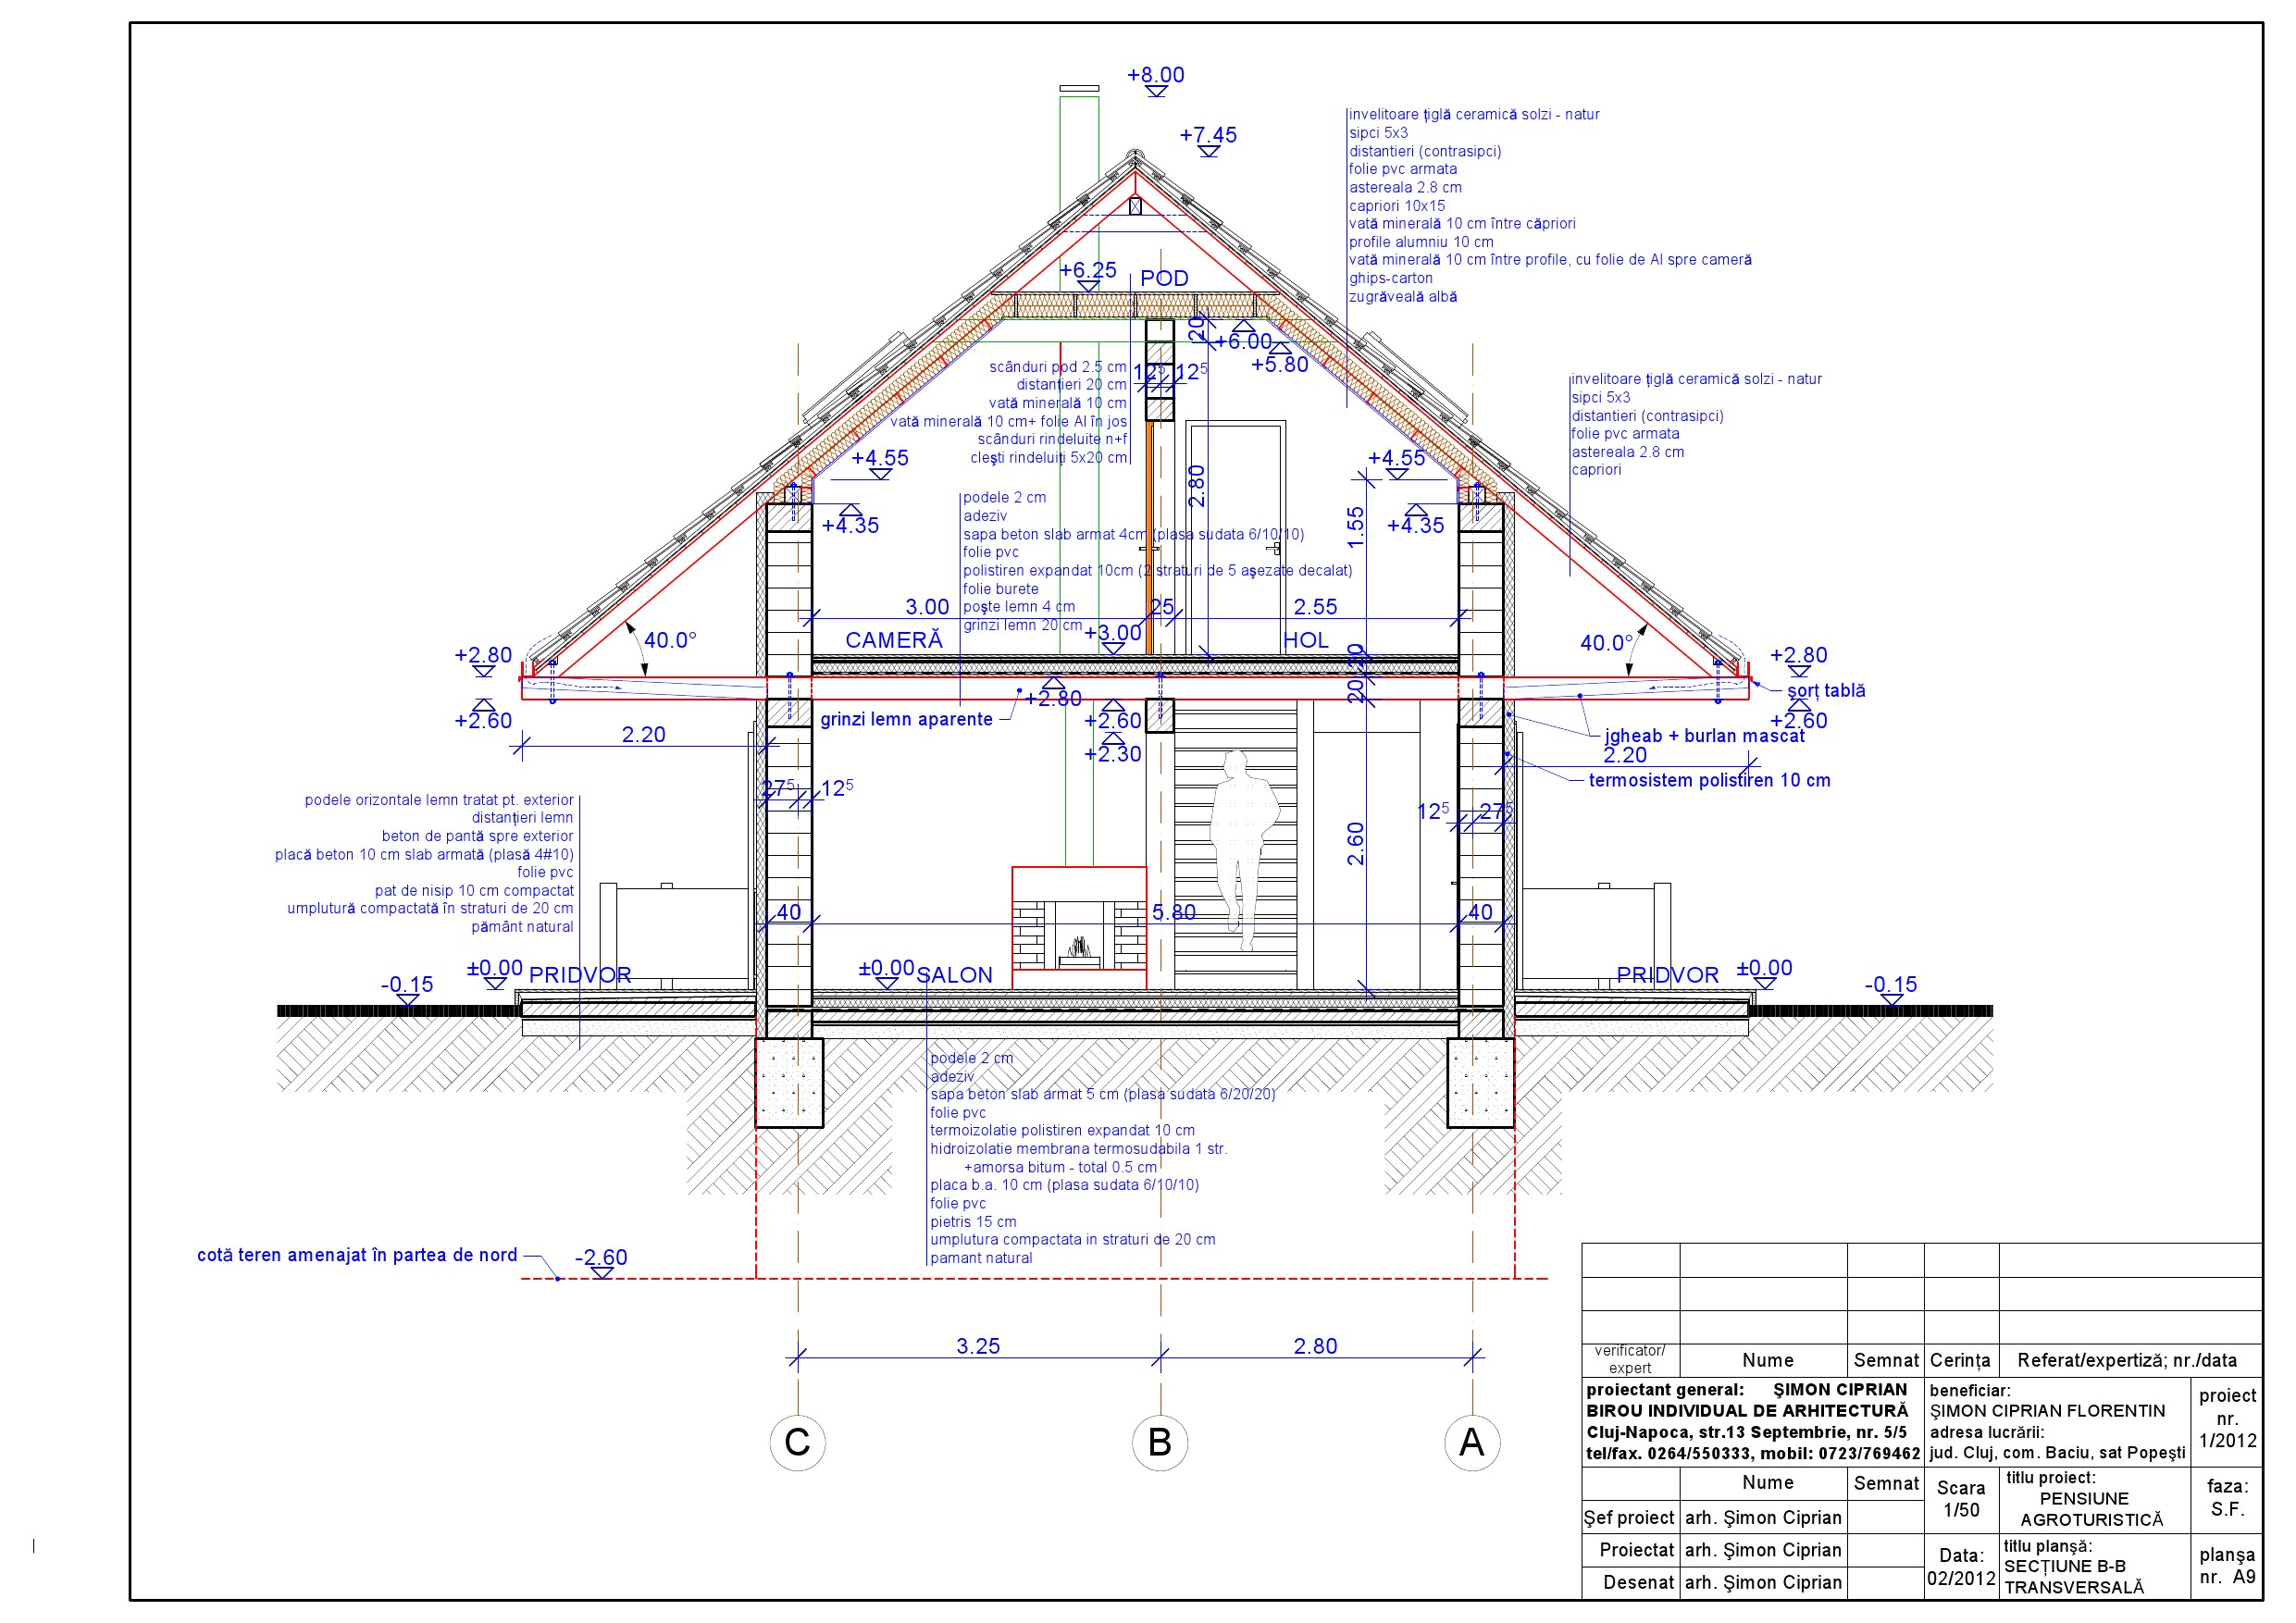 +8.00
+7.45
invelitoare ţiglă ceramică solzi - natur
sipci 5x3
distantieri (contrasipci)
folie pvc armata
astereala 2.8 cm
capriori 10x15
vată minerală 10 cm între căpriori
profile alumniu 10 cm
vată minerală 10 cm între profile, cu folie de Al spre cameră
ghips-carton
zugrăveală albă
+6.25
POD
20
+6.00
+5.80
12⁵
12⁵
scânduri pod 2.5 cm
distanţieri 20 cm
vată minerală 10 cm
vată minerală 10 cm+ folie Al în jos
scânduri rindeluite n+f
cleşti rindeluiţi 5x20 cm
invelitoare ţiglă ceramică solzi - natur
sipci 5x3
distantieri (contrasipci)
folie pvc armata
astereala 2.8 cm
capriori
+4.55
+4.55
2.80
+4.35
+4.35
1.55
podele 2 cm
adeziv
sapa beton slab armat 4cm (plasa sudata 6/10/10)
folie pvc
polistiren expandat 10cm (2 straturi de 5 aşezate decalat)
folie burete
poşte lemn 4 cm
grinzi lemn 20 cm
3.00
25
2.55
CAMERĂ
+3.00
HOL
40.0°
40.0°
+2.80
+2.80
20
20
+2.80
şorţ tablă
+2.60
grinzi lemn aparente
+2.60
+2.60
2.20
jgheab + burlan mascat
+2.30
2.20
termosistem polistiren 10 cm
27⁵
12⁵
12⁵
27⁵
2.60
podele orizontale lemn tratat pt. exterior
distanţieri lemn
beton de pantă spre exterior
placă beton 10 cm slab armată (plasă 4#10)
folie pvc
pat de nisip 10 cm compactat
umplutură compactată în straturi de 20 cm
pământ natural
40
5.80
40
-0.15
±0.00
PRIDVOR
±0.00
SALON
PRIDVOR
±0.00
-0.15
podele 2 cm
adeziv
sapa beton slab armat 5 cm (plasa sudata 6/20/20)
folie pvc
termoizolatie polistiren expandat 10 cm
hidroizolatie membrana termosudabila 1 str.
+amorsa bitum - total 0.5 cm
placa b.a. 10 cm (plasa sudata 6/10/10)
folie pvc
pietris 15 cm
umplutura compactata in straturi de 20 cm
pamant natural
cotă teren amenajat în partea de nord
-2.60
3.25
2.80
C
B
A
verificator/
expert
Nume
Semnat
Cerinţa
Referat/expertiză; nr./data
proiectant general: ŞIMON CIPRIAN
BIROU INDIVIDUAL DE ARHITECTURĂ
Cluj-Napoca, str.13 Septembrie, nr. 5/5
tel/fax. 0264/550333, mobil: 0723/769462
beneficiar:
ŞIMON CIPRIAN FLORENTIN
adresa lucrării:
jud. Cluj, com. Baciu, sat Popeşti
proiect
nr.
1/2012
Nume
Semnat
Scara
1/50
titlu proiect:
PENSIUNE
AGROTURISTICĂ
faza:
S.F.
Şef proiect
arh. Şimon Ciprian
Proiectat
arh. Şimon Ciprian
Desenat
arh. Şimon Ciprian
Data:
02/2012
titlu planşă:
SECŢIUNE B-B
TRANSVERSALĂ
planşa
nr. A9